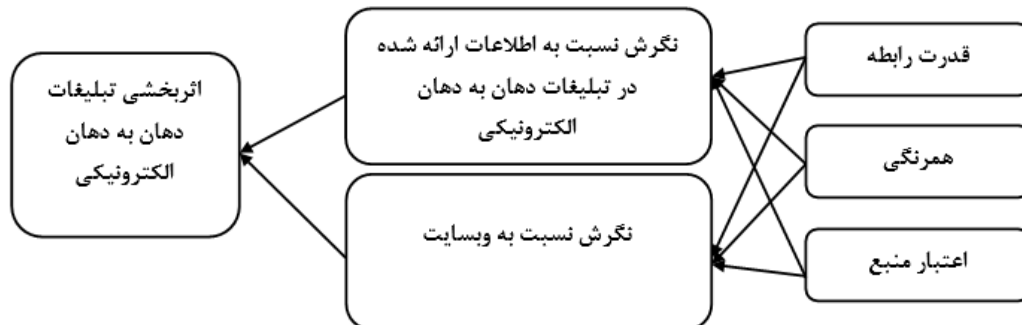 قدرت رابطه
همرنگی
اعتبار منبع
نگرش نسبت به اطلاعات ارائه شده
در تبلیغات دهان به دهان
الکترونیکی
نگرش نسبت به وبسایت
اثربخشی تبلیغات
دهان به دهان
الکترونیکی